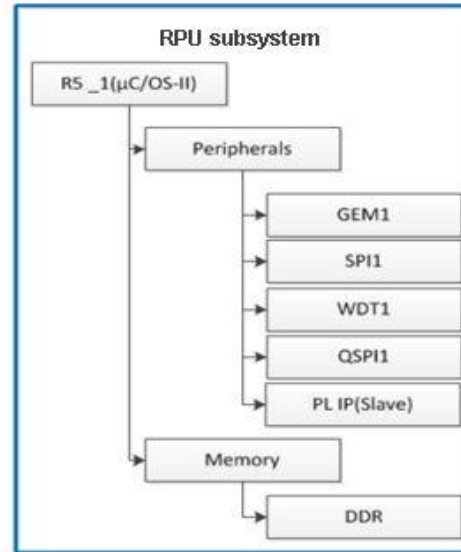 RPU subsystem
R5 _1(µC/OS-II)
Peripherals
GEM1
SPI1
WDT1
QSPI1
PL IP(Slave)
Memory
DDR